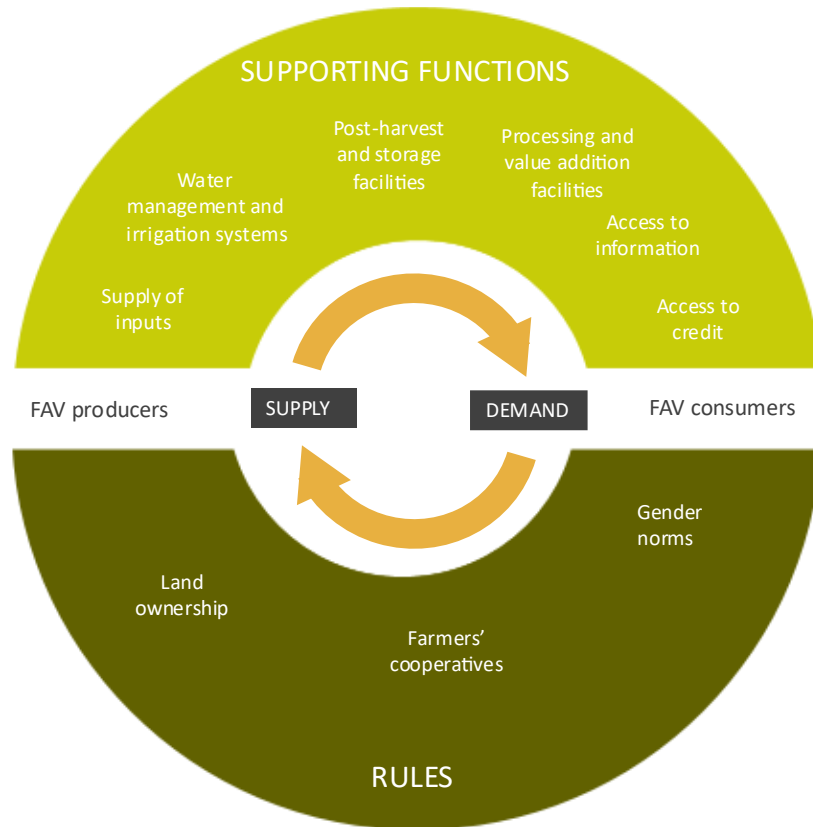 SUPPORTING FUNCTIONS
Post-harvest
and storage
facilities
Processing and
value addition
facilities
Water
management and
irrigation systems
Access to
information
Supply of
inputs
Access to
credit
FAV producers
SUPPLY
DEMAND
FAV consumers
Gender
norms
Land
ownership
Farmers’
cooperatives
RULES